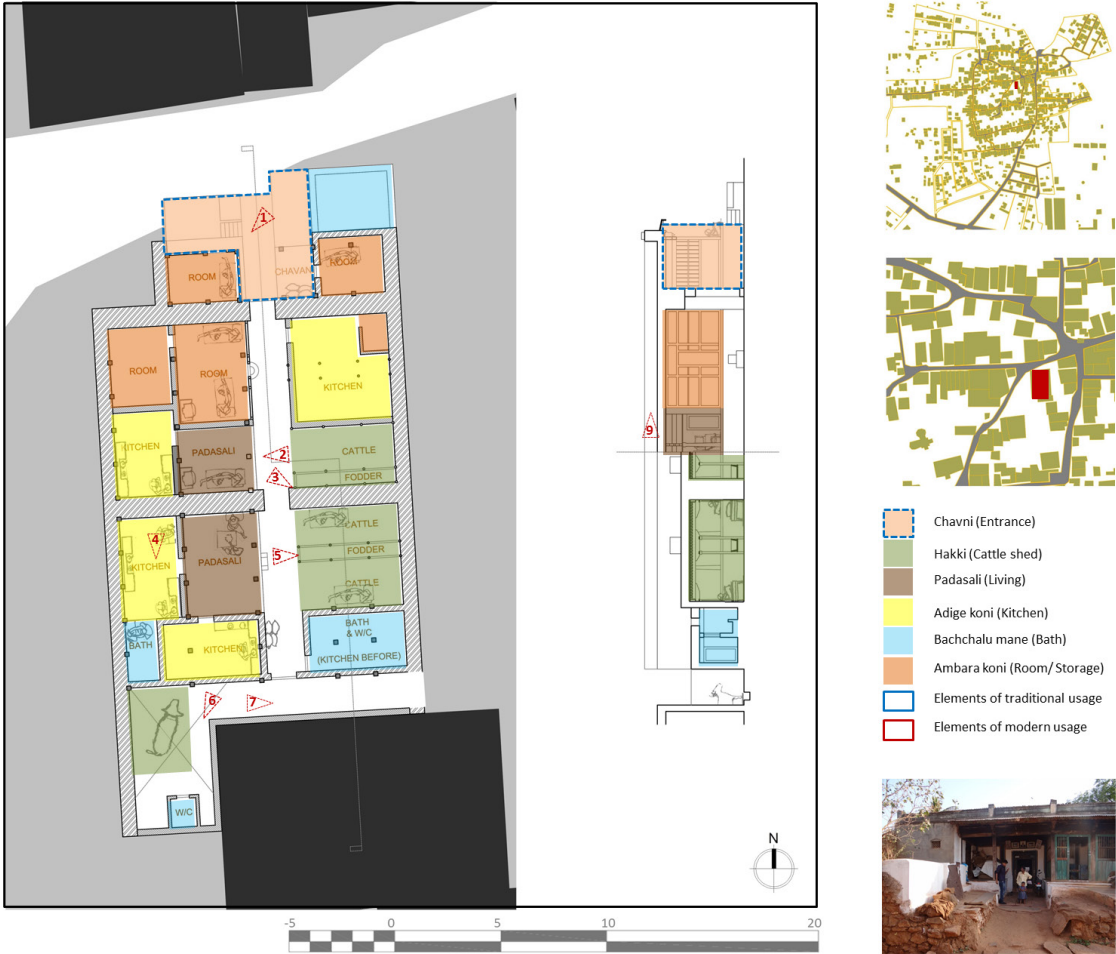 1
CHAVANI
ROOM
ROOM
ROOM
ROOM
KITCHEN
KITCHEN
PADASALI
2
CATTLE
3
FODDER
CATTLE
4
KITCHEN
PADASALI
5
FODDER
CATTLE
BATH
KITCHEN
BATH
& W/C
(KITCHEN BEFORE)
6
7
W/C
9
N
-5
0
5
10
20
Chavni (Entrance)
Hakki (Cattle shed)
Padasali (Living)
Adige koni (Kitchen)
Bachchalu mane (Bath)
Ambara koni (Room/ Storage)
Elements of traditional usage
Elements of modern usage